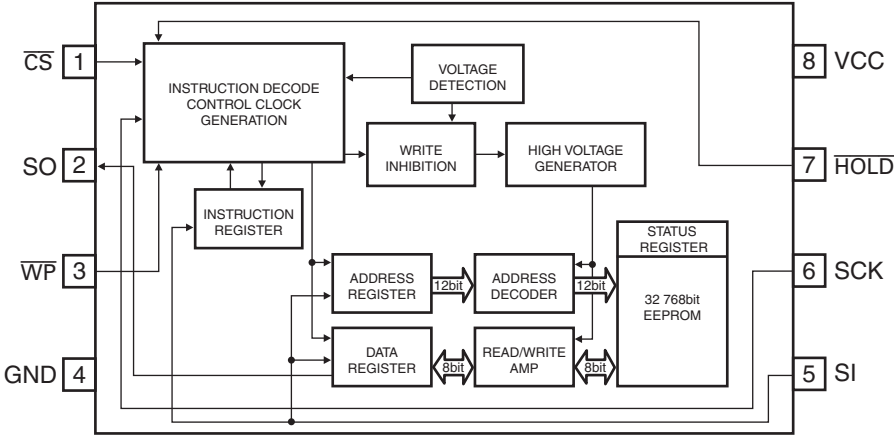 CS
1
SO
2
WP
3
GND
4
8
VCC
7
HOLD
6
SCK
5
SI
INSTRUCTION DECODE
CONTROL CLOCK
GENERATION
VOLTAGE
DETECTION
WRITE
INHIBITION
HIGH VOLTAGE
GENERATOR
INSTRUCTION
REGISTER
STATUS
REGISTER
ADDRESS
REGISTER
12bit
ADDRESS
DECODER
12bit
32 768bit
EEPROM
DATA
REGISTER
8bit
READ/WRITE
AMP
8bit